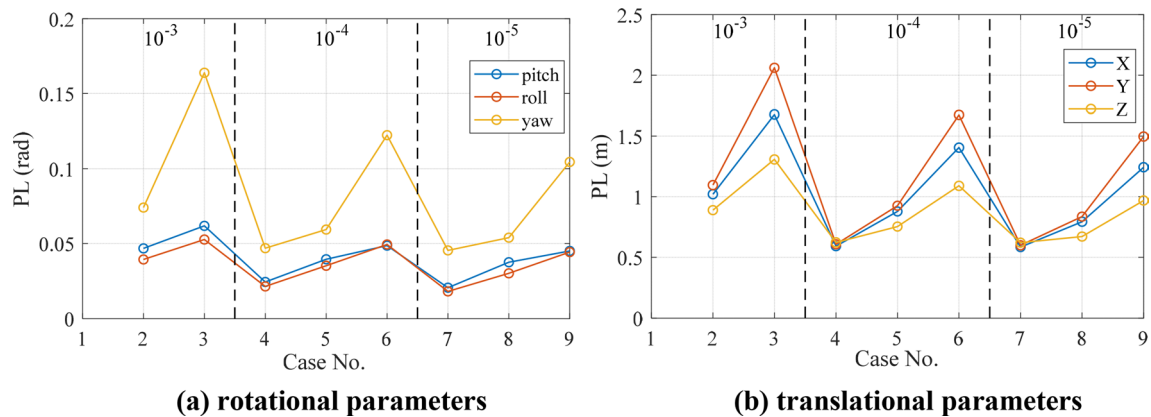 0.2
0.15
0.1
0.05
0
PL (rad)
10-3
10-4
10-5
pitch
roll
yaw
1 2 3 4 5 6 7 8 9
Case No.
(a) rotational parameters
2.5
2
1.5
1
0.5
0
PL (m)
10-3
10-4
10-5
X
Y
Z
1 2 3 4 5 6 7 8 9
Case No.
(b) translational parameters